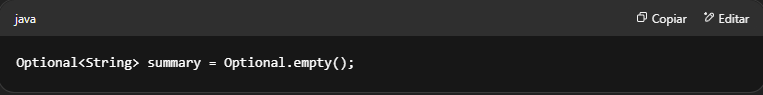 java
Copiar
Editar
Optional<String> summary = Optional.empty();